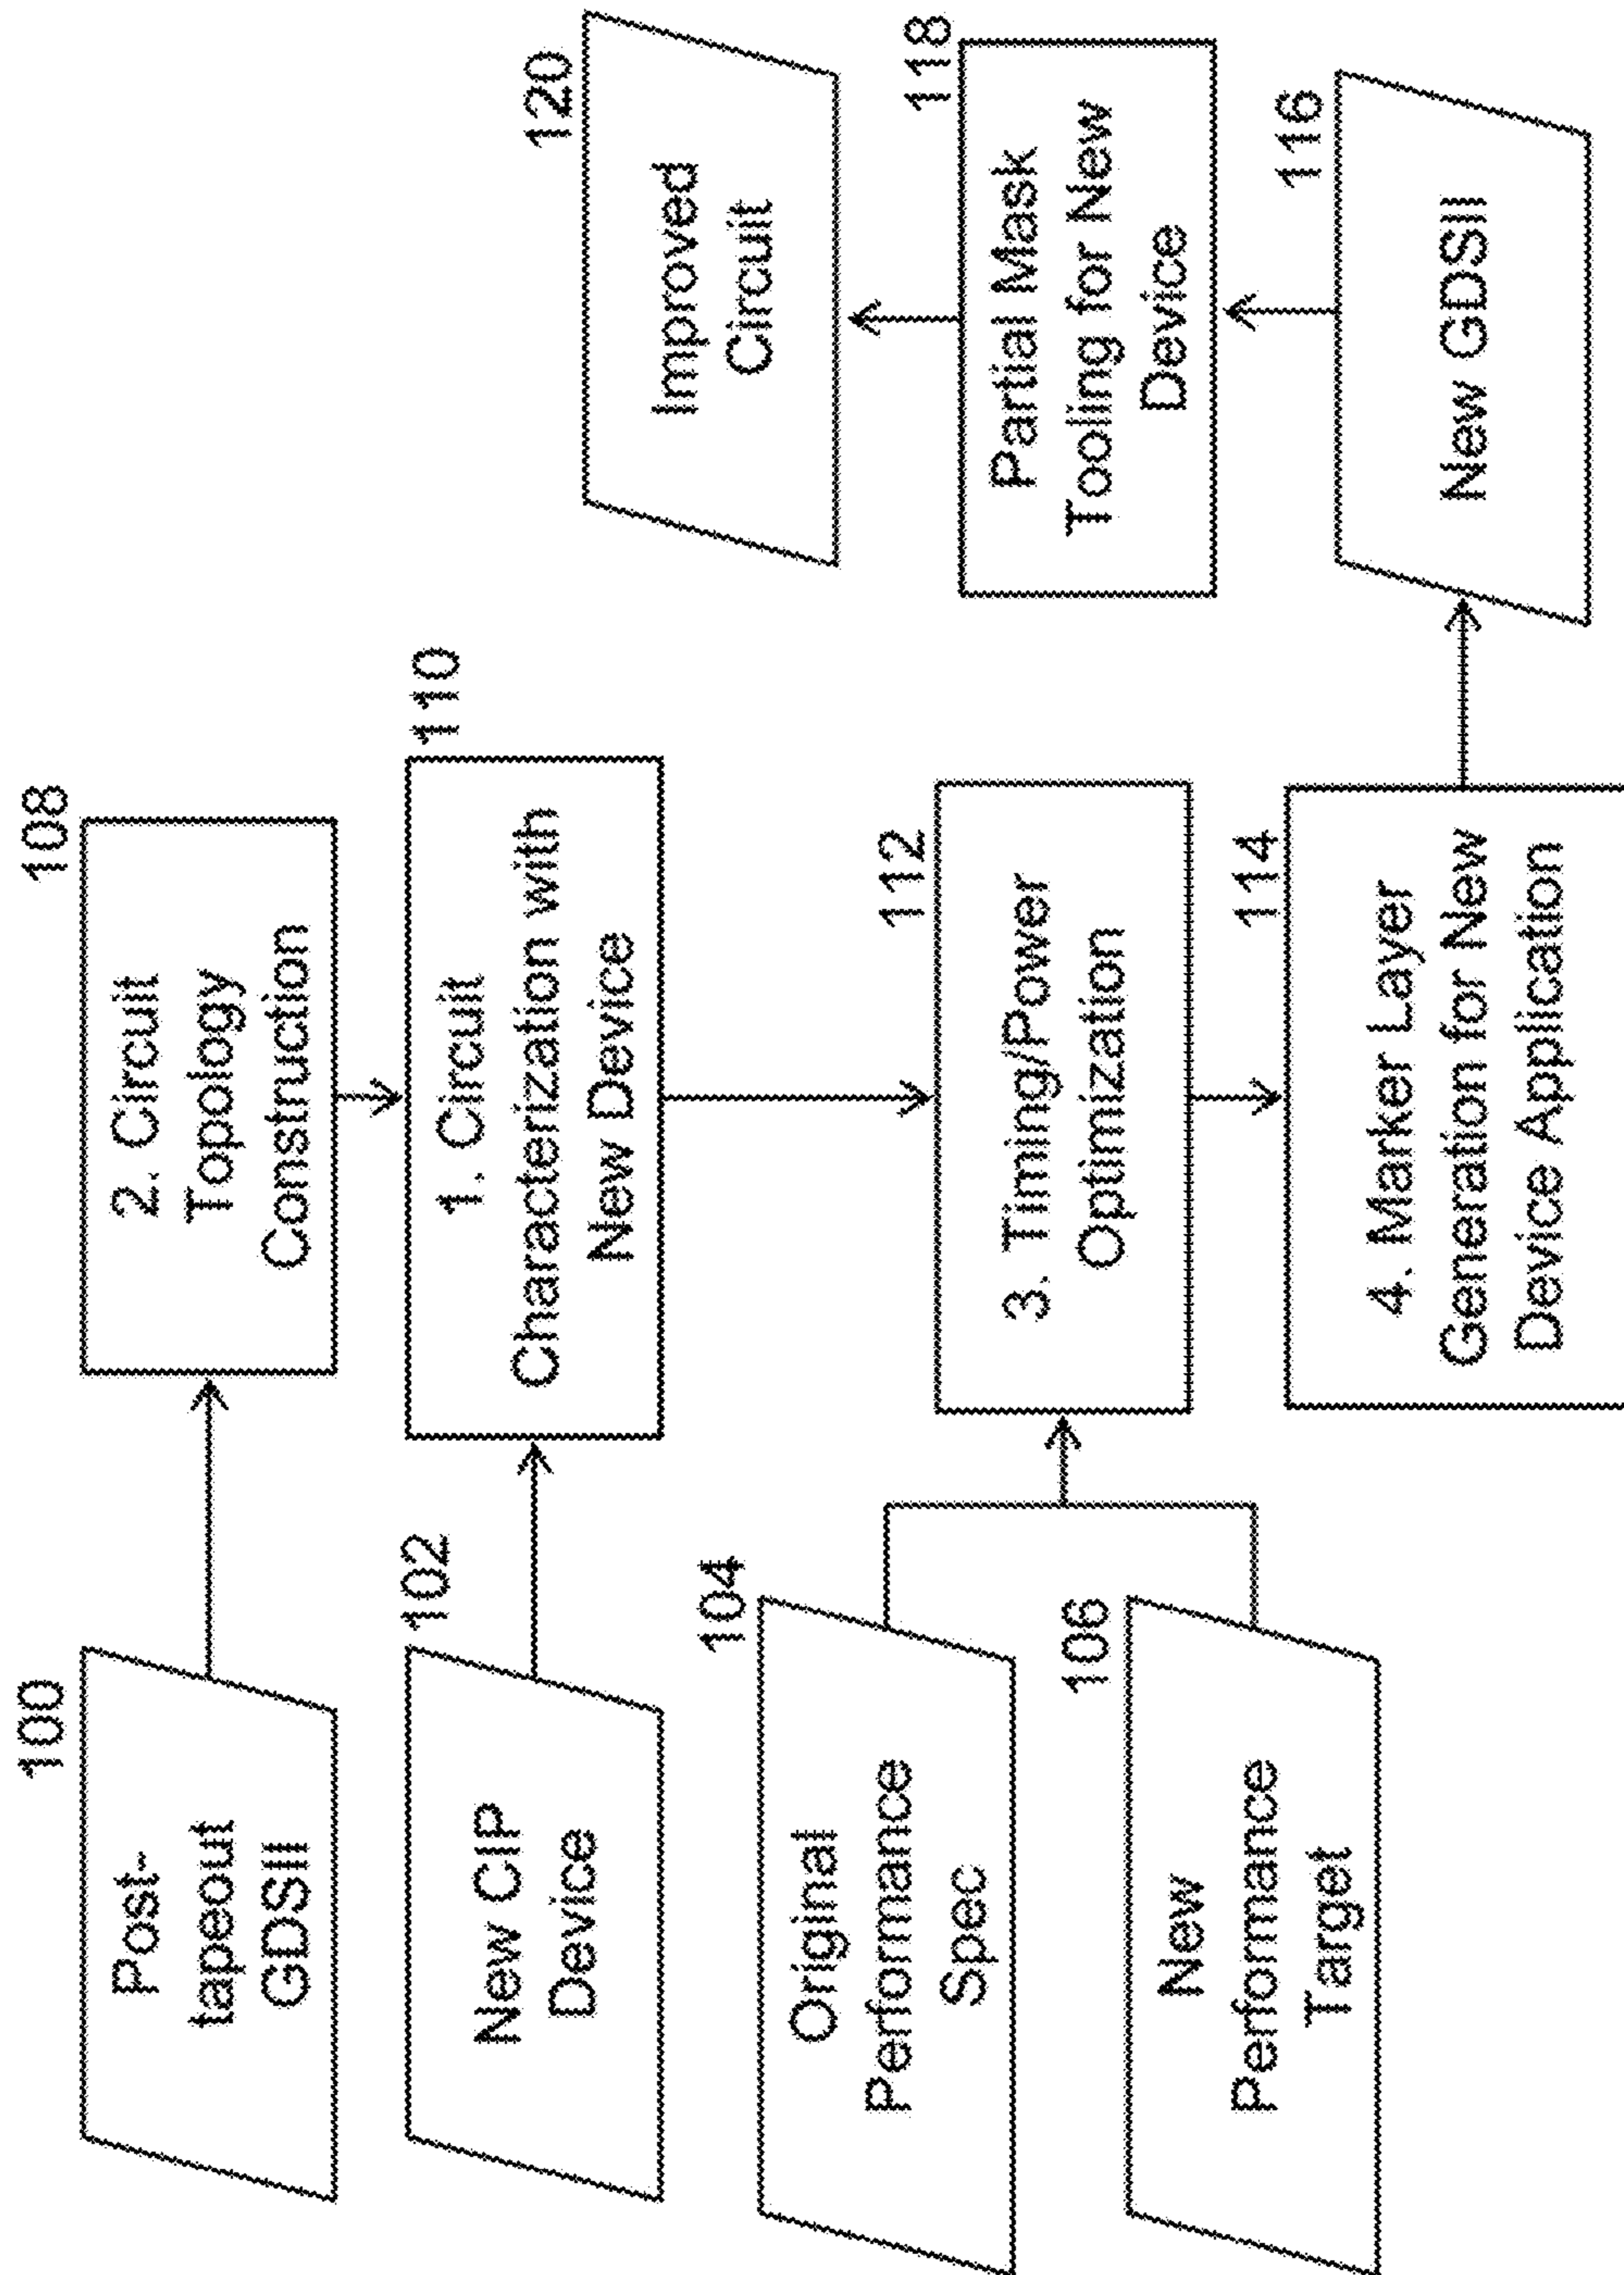 100
Post-
tapeout
GDSII
102
New CIP
Device
104
Original
Performance
Spec
106
New
Performance
Target
108
2. Circuit
Topology
Construction
110
1. Circuit
Characterization with
New Device
112
3. Timing/Power
Optimization
114
4. Marker Layer
Generation for New
Device Application
116
New GDSII
118
Partial Mask
Tooling for New
Device
120
Improved
Circuit